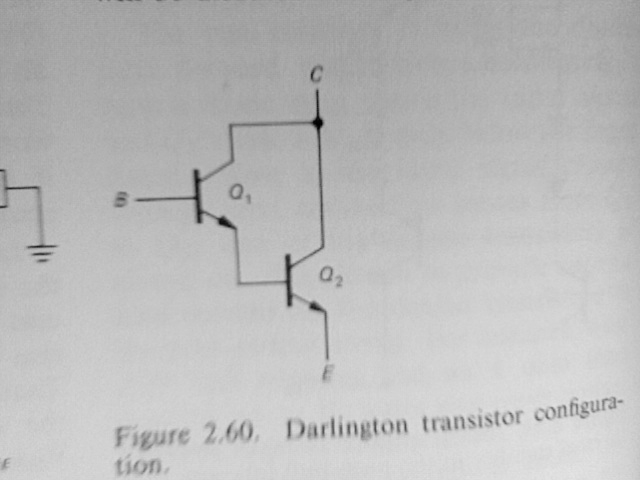 C
B
Q₁
Q₂
E
Figure 2.60. Darlington transistor configura-
tion.